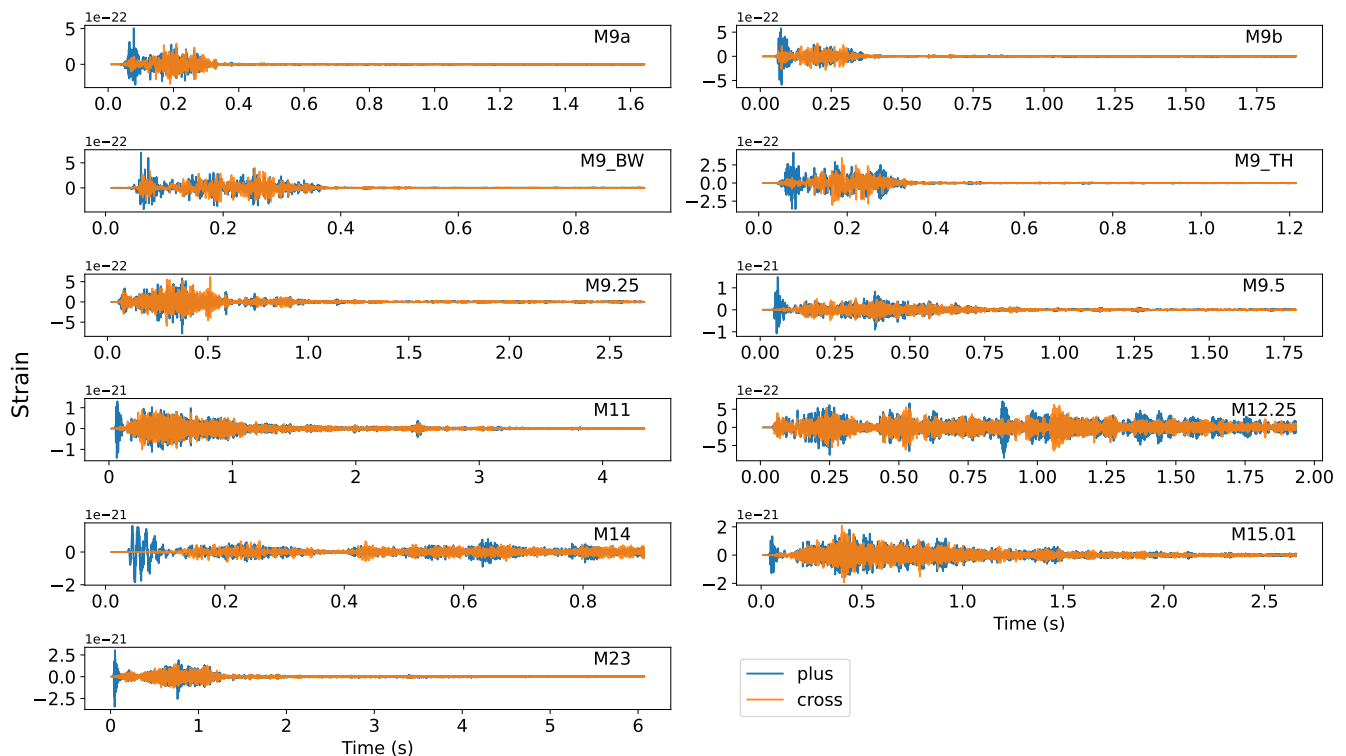 1e−22
5
0
M9a
0.0 0.2 0.4 0.6 0.8 1.0 1.2 1.4 1.6
1e−22
5
0
−5
M9b
0.00 0.25 0.50 0.75 1.00 1.25 1.50 1.75
1e−22
5
0
M9_BW
0.0 0.2 0.4 0.6 0.8
1e−22
2.5
0.0
−2.5
M9_TH
0.0 0.2 0.4 0.6 0.8 1.0 1.2
1e−22
5
0
−5
M9.25
0.0 0.5 1.0 1.5 2.0 2.5
1e−21
1
0
−1
M9.5
0.00 0.25 0.50 0.75 1.00 1.25 1.50 1.75
Strain
1e−21
1
0
−1
M11
0 1 2 3 4
1e−22
5
0
−5
M12.25
0.00 0.25 0.50 0.75 1.00 1.25 1.50 1.75 2.00
1e−21
0
−2
M14
0.0 0.2 0.4 0.6 0.8
1e−21
2
0
−2
M15.01
0.0 0.5 1.0 1.5 2.0 2.5
Time (s)
1e−21
2.5
0.0
−2.5
M23
0 1 2 3 4 5 6
Time (s)
plus
cross